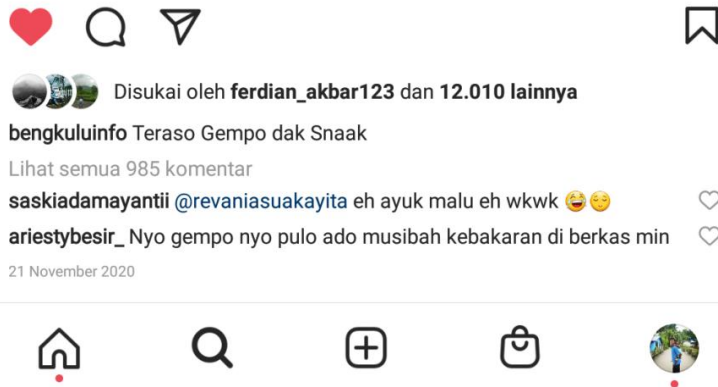 Disukai oleh ferdian_akbar123 dan 12.010 lainnya
bengkuluinfo Teraso Gempo dak Snaak
Lihat semua 985 komentar
saskiadamayantii @revaniasuakayita eh ayuk malu eh wkwk 😂😌
ariestybesir_ Nyo gempo nyo pulo ado musibah kebakaran di berkas min
21 November 2020